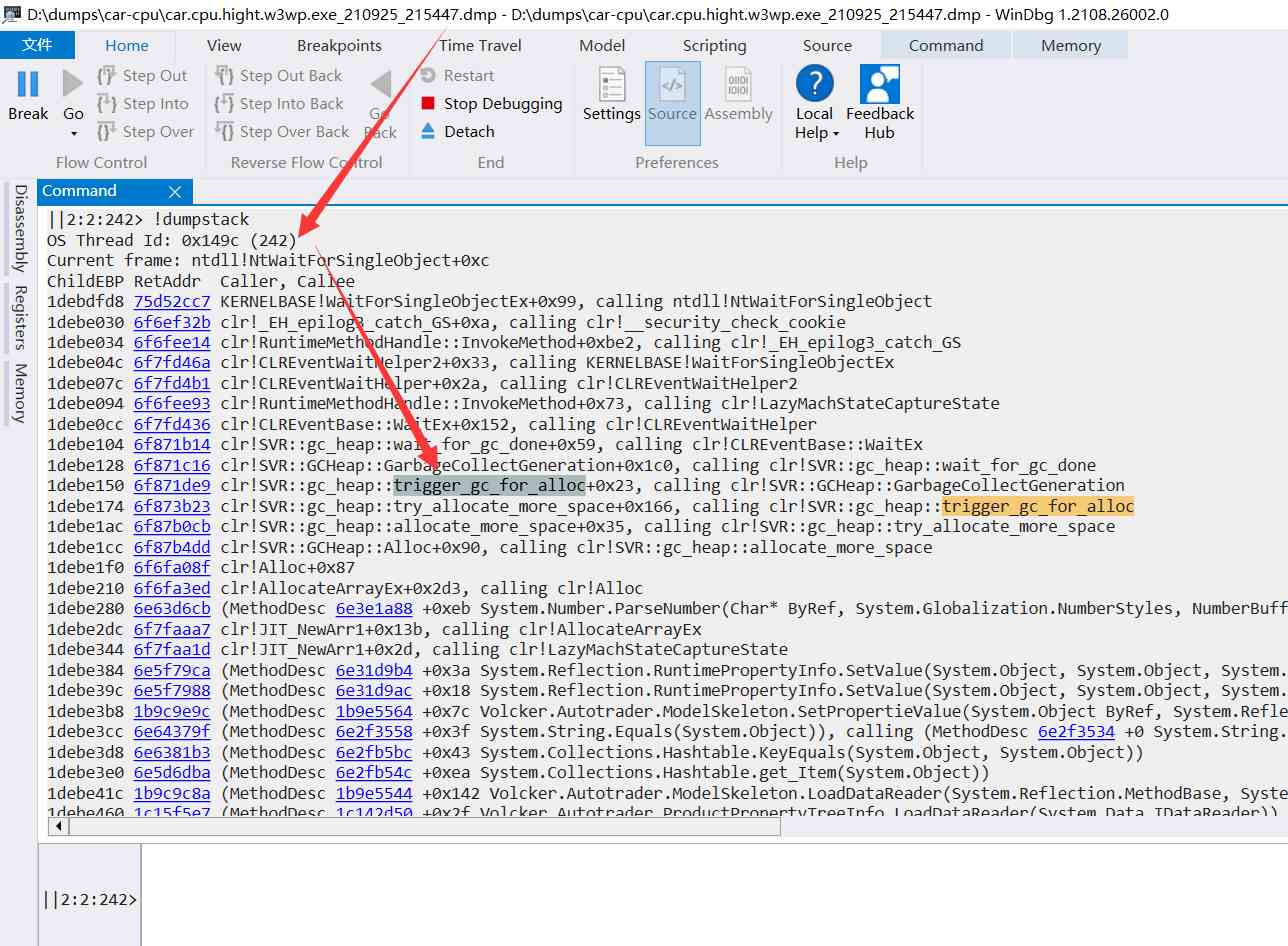 D:\dumps\car-cpu\car.cpu.hight.w3wp.exe_210925_215447.dmp - D:\dumps\car-cpu\car.cpu.hight.w3wp.exe_210925_215447.dmp - WinDbg 1.2108.26002.0
文件 Home View Breakpoints Time Travel Model Scripting Source Command Memory
Break
Go
Step Out
Step Into
Step Over
Flow Control
Step Out Back
Step Into Back
Step Over Back
Go Back
Reverse Flow Control
Restart
Stop Debugging
Detach
End
Settings
Source
Assembly
Preferences
Local Help
Feedback Hub
Help
Disassembly
Registers
Memory
Command
||2:2:242> !dumpstack
OS Thread Id: 0x149c (242)
Current frame: ntdll!NtWaitForSingleObject+0xc
ChildEBP RetAddr  Caller, Callee
1debdfd8 75d52cc7 KERNELBASE!WaitForSingleObjectEx+0x99, calling ntdll!NtWaitForSingleObject
1debe030 6f6ef32b clr!_EH_epilog3_catch_GS+0xa, calling clr!__security_check_cookie
1debe034 6f6fee14 clr!RuntimeMethodHandle::InvokeMethod+0xbe2, calling clr!_EH_epilog3_catch_GS
1debe04c 6f7fd46a clr!CLREventWaitHelper2+0x33, calling KERNELBASE!WaitForSingleObjectEx
1debe07c 6f7fd4b1 clr!CLREventWaitHelper+0x2a, calling clr!CLREventWaitHelper2
1debe094 6f6fee93 clr!RuntimeMethodHandle::InvokeMethod+0x73, calling clr!LazyMachStateCaptureState
1debe0cc 6f7fd436 clr!CLREventBase::WaitEx+0x152, calling clr!CLREventWaitHelper
1debe104 6f871b14 clr!SVR::gc_heap::wait_for_gc_done+0x59, calling clr!CLREventBase::WaitEx
1debe128 6f871c16 clr!SVR::GCHeap::GarbageCollectGeneration+0x1c0, calling clr!SVR::gc_heap::wait_for_gc_done
1debe150 6f871de9 clr!SVR::gc_heap::trigger_gc_for_alloc+0x23, calling clr!SVR::GCHeap::GarbageCollectGeneration
1debe174 6f873b23 clr!SVR::gc_heap::try_allocate_more_space+0x166, calling clr!SVR::gc_heap::trigger_gc_for_alloc
1debe1ac 6f87b0cb clr!SVR::gc_heap::allocate_more_space+0x35, calling clr!SVR::gc_heap::try_allocate_more_space
1debe1cc 6f87b4dd clr!SVR::GCHeap::Alloc+0x90, calling clr!SVR::gc_heap::allocate_more_space
1debe1f0 6f6fa08f clr!Alloc+0x87
1debe210 6f6fa3ed clr!AllocateArrayEx+0x2d3, calling clr!Alloc
1debe280 6e63d6cb (MethodDesc 6e3e1a88 +0xeb System.Number.ParseNumber(Char* ByRef, System.Globalization.NumberStyles, NumberBuff
1debe2dc 6f7faaa7 clr!JIT_NewArr1+0x13b, calling clr!AllocateArrayEx
1debe344 6f7faa1d clr!JIT_NewArr1+0x2d, calling clr!LazyMachStateCaptureState
1debe384 6e5f79ca (MethodDesc 6e31d9b4 +0x3a System.Reflection.RuntimePropertyInfo.SetValue(System.Object, System.Object, System.
1debe39c 6e5f7988 (MethodDesc 6e31d9ac +0x18 System.Reflection.RuntimePropertyInfo.SetValue(System.Object, System.Object, System.
1debe3b8 1b9c9e9c (MethodDesc 1b9e5564 +0x7c Volcker.Autotrader.ModelSkeleton.SetPropertieValue(System.Object ByRef, System.Refle
1debe3cc 6e64379f (MethodDesc 6e2f3558 +0x3f System.String.Equals(System.Object)), calling (MethodDesc 6e2f3534 +0 System.String.
1debe3d8 6e6381b3 (MethodDesc 6e2fb5bc +0x43 System.Collections.Hashtable.KeyEquals(System.Object, System.Object))
1debe3e0 6e5d6dba (MethodDesc 6e2fb54c +0xea System.Collections.Hashtable.get_Item(System.Object))
1debe41c 1b9c9c8a (MethodDesc 1b9e5544 +0x142 Volcker.Autotrader.ModelSkeleton.LoadDataReader(System.Reflection.MethodBase, Syste
1debe460 1c15f5e7 (MethodDesc 1c142d50 +0x2f Volcker.Autotrader.ProductPropertyTreeInfo.LoadDataReader(System.Data.IDataReader))
||2:2:242>